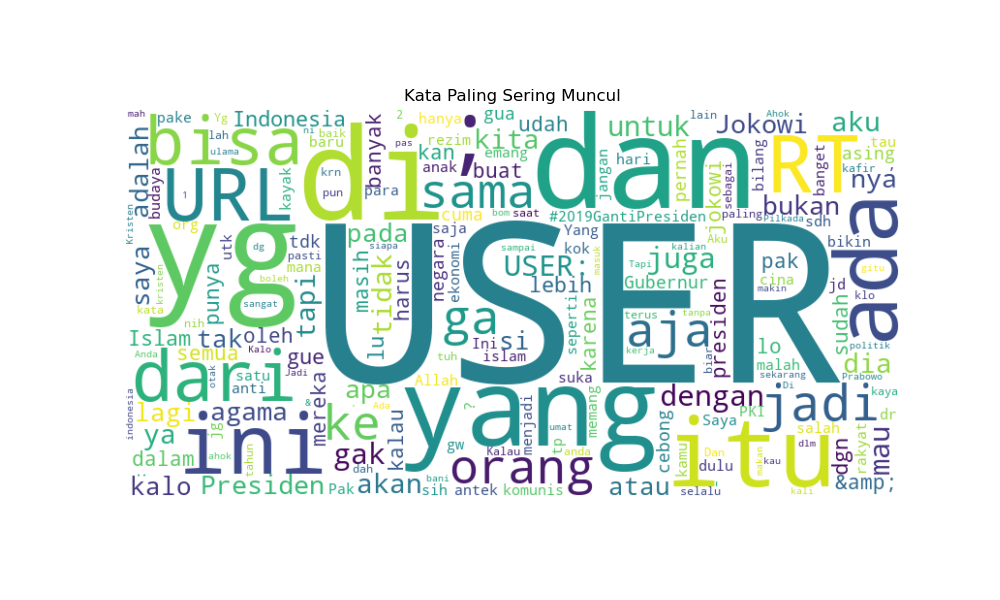 Kata Paling Sering Muncul
mah
pake
Yg
Indonesia
ni
baik
2
hanya
gua
udah
untuk
lain
Jokowi
Ahok
aku
tau
adalah
bisa
lah
ulama
baru
di
pas
rezim
;
kita
dan
jangan
hari
pernah
bilang
banget
RT
asing
kafir
nya
budaya
URL
1
kayak
krn
pun
banyak
para
kan
anak
emang
buat
sama
cuma
bom
saat
#2019GantiPresiden
jokowi
paling
sebagai
Pilkada
bukan
sdh
ada
Kristen
saya
yg
org
utk
dg
tdk
pasti
mana
pada
siapa
saja
USER
sampai
Yang
kok
kalian
Aku
masuk
juga
Tapi
pak
bikin
gitu
kristen
kata
punya
boleh
sangat
tapi
masih
tidak
harus
negara
ekonomi
USER:
lebih
Gubernur
cina
makin
jd
klo
nih
Islam
tak
oleh
lu
ga
Ini
si
islam
seperti
karena
terus
aja
tanpa
kerja
presiden
lo
sudah
politik
Anda
semua
Kalo
gue
tuh
biar
malah
dia
dari
otak
satu
anti
Jadi
apa
Allah
suka
sekarang
Di
Prabowo
indonesia
lagi
agama
&
mereka
Ada
ke
yang
?
menjadi
umat
memang
dengan
Saya
PKI
jadi
kaya
dr
ya
jg
ahok
gak
kalau
gw
Kalau
tp
anda
cebong
kamu
Dan
itu
salah
dlm
dgn
rakyat
mau
dalam
tahun
ini
dah
bani
orang
dulu
makan
kau
kalo
Presiden
Pak
akan
sih
antek
komunis
atau
selalu
kali
&amp;